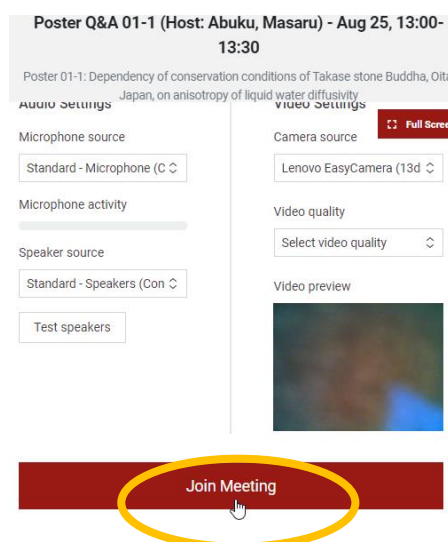 Poster Q&A 01-1 (Host: Abuku, Masaru) - Aug 25, 13:00-
13:30
Poster 01-1: Dependency of conservation conditions of Takase stone Buddha, Oita
Japan, on anisotropy of liquid water diffusivity
Audio Settings
Video Settings
Full Scree
Microphone source
Camera source
Standard - Microphone (C
Lenovo EasyCamera (13d
Microphone activity
Video quality
Select video quality
Speaker source
Standard - Speakers (Con
Video preview
Test speakers
Join Meeting